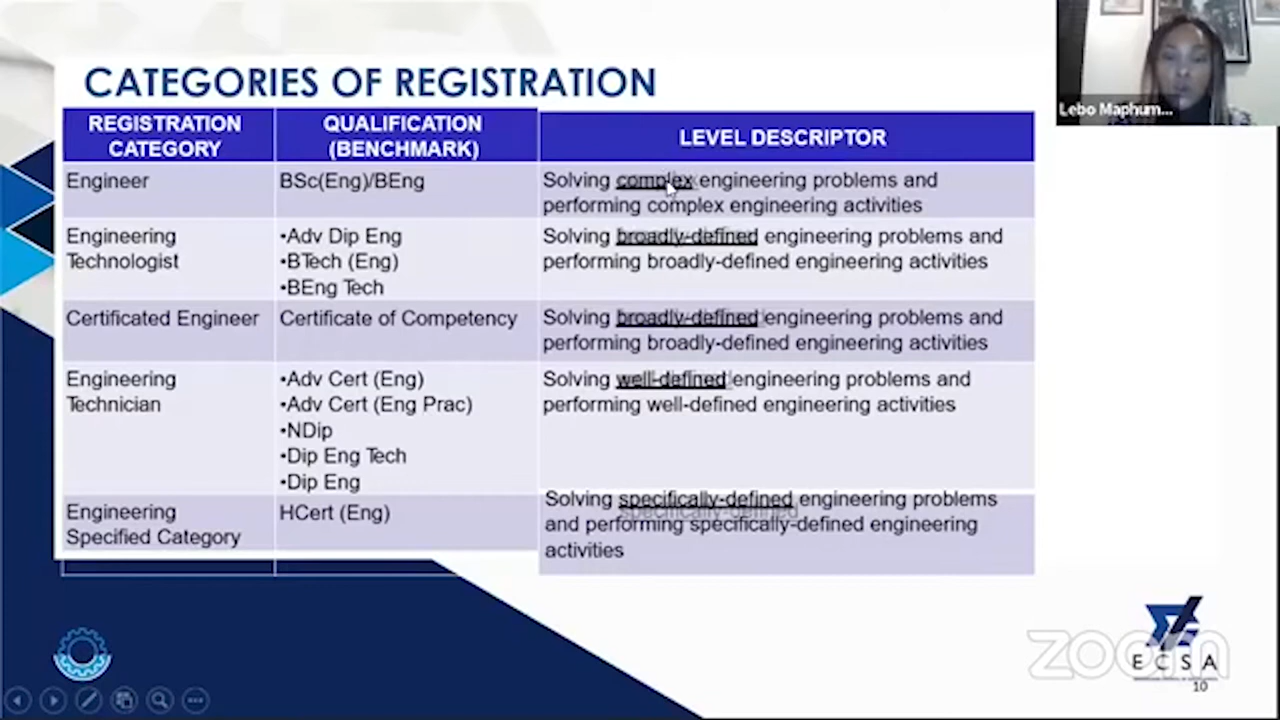 CATEGORIES OF REGISTRATION
REGISTRATION CATEGORY
QUALIFICATION (BENCHMARK)
LEVEL DESCRIPTOR
Engineer
BSc(Eng)/BEng
Solving complex engineering problems and
performing complex engineering activities
Engineering
Technologist
•Adv Dip Eng
•BTech (Eng)
•BEng Tech
Solving broadly-defined engineering problems and
performing broadly-defined engineering activities
Certificated Engineer
Certificate of Competency
Solving broadly-defined engineering problems and
performing broadly-defined engineering activities
Engineering
Technician
•Adv Cert (Eng)
•Adv Cert (Eng Prac)
•NDip
•Dip Eng Tech
•Dip Eng
Solving well-defined engineering problems and
performing well-defined engineering activities
Engineering
Specified Category
HCert (Eng)
Solving specifically-defined engineering problems
and performing specifically-defined engineering
activities
Lebo Maphum...
zoom
ECSA
10